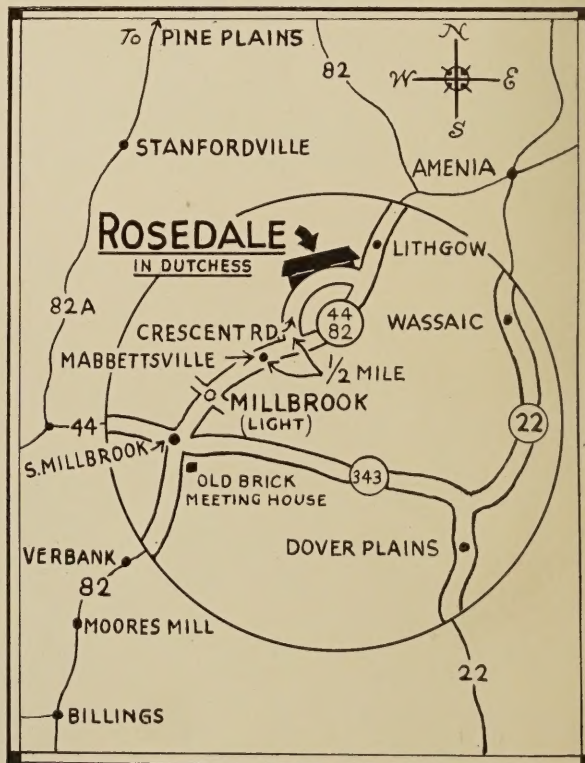 To PINE PLAINS
82
N
W E
S
STANFORDVILLE
AMENIA
ROSEDALE
IN DUTCHESS
LITHGOW
82A
44
82
WASSAIC
CRESCENT RD.
MABBETTSVILLE
1/2 MILE
MILLBROOK
(LIGHT)
44
22
S. MILLBROOK
343
OLD BRICK
MEETING HOUSE
DOVER PLAINS
VERBANK
82
MOORES MILL
22
BILLINGS